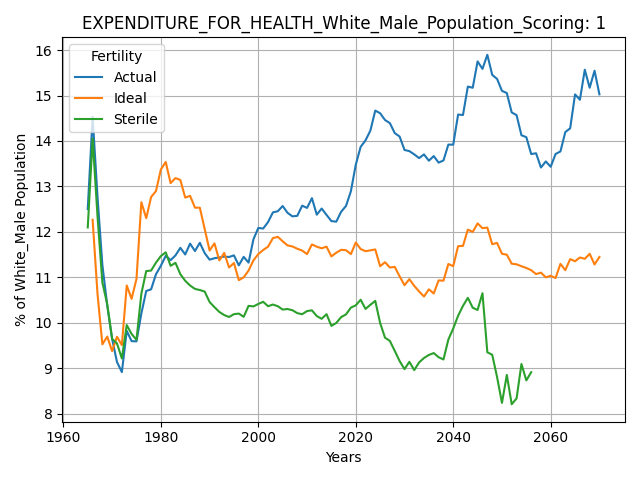 EXPENDITURE_FOR_HEALTH_White_Male_Population_Scoring: 1
Fertility
Actual
Ideal
Sterile
% of White_Male Population
16
15
14
13
12
11
10
9
8
1960
1980
2000
2020
2040
2060
Years